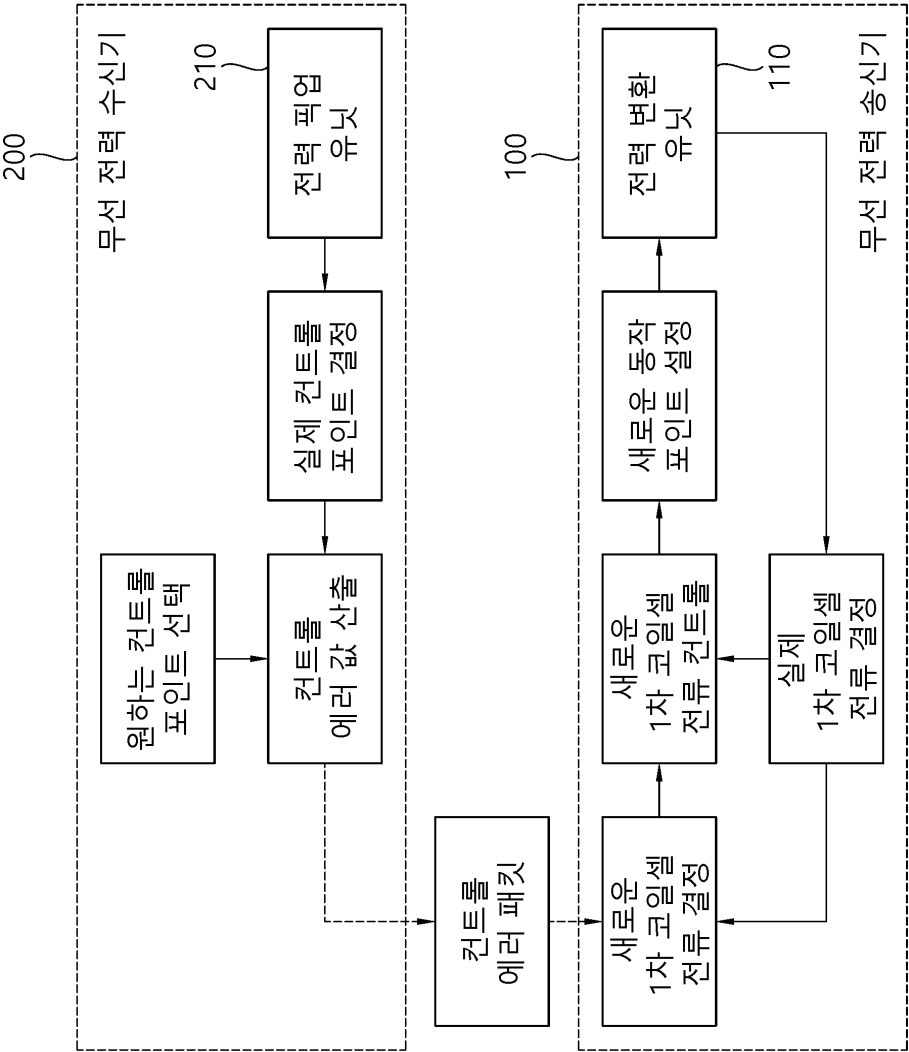 200
무선 전력 수신기
원하는 컨트롤
포인트 선택
컨트롤
에러 값 산출
실제 컨트롤
포인트 결정
전력 픽업
유닛
210
컨트롤
에러 패킷
100
새로운
1차 코일셀
전류 결정
새로운
1차 코일셀
전류 컨트롤
새로운 동작
포인트 설정
전력 변환
유닛
110
실제
1차 코일셀
전류 결정
무선 전력 송신기